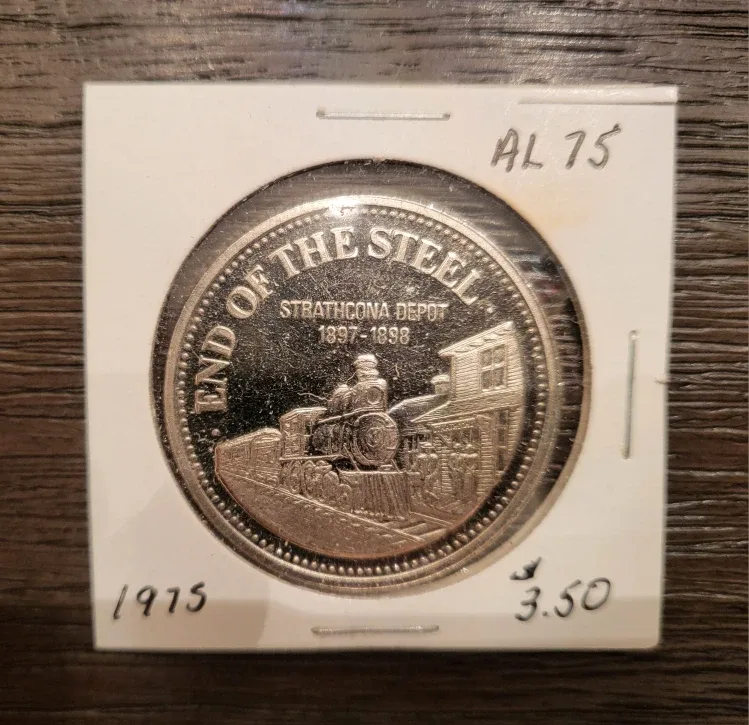 AL 75
END OF THE STEEL
STRATHCONA DEPOT
1897-1898
1975
$3.50